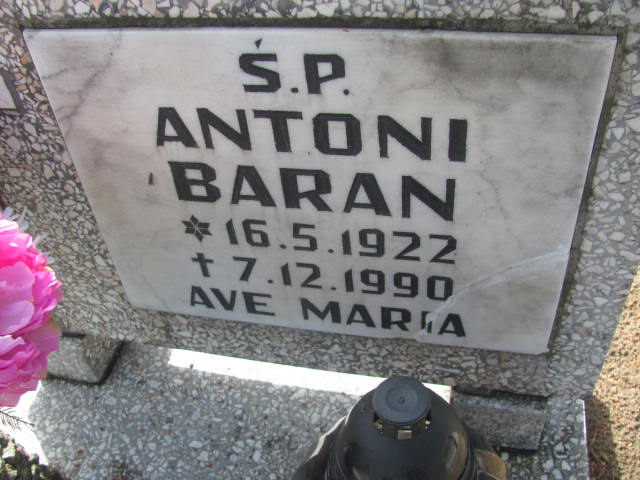 Ś.P.
ANTONI
BARAN
* 16.5.1922
† 7.12.1990
AVE MARIA